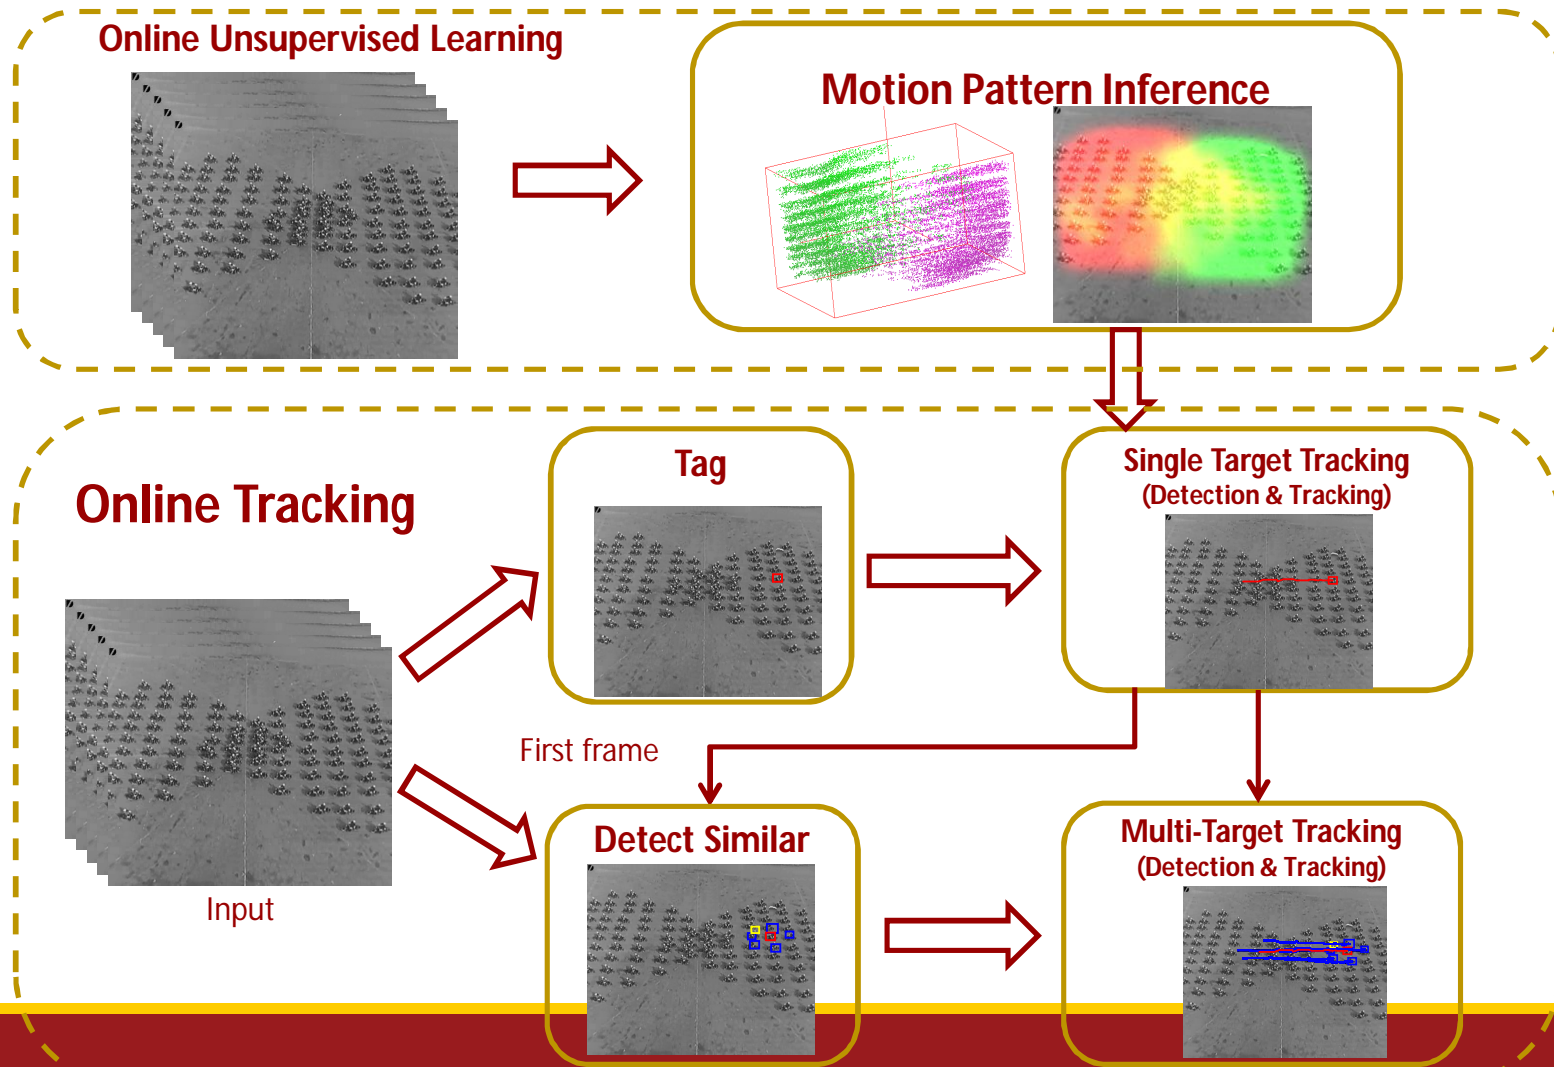 Online Unsupervised Learning
Motion Pattern Inference
Online Tracking
Tag
Single Target Tracking
(Detection & Tracking)
First frame
Input
Detect Similar
Multi-Target Tracking
(Detection & Tracking)